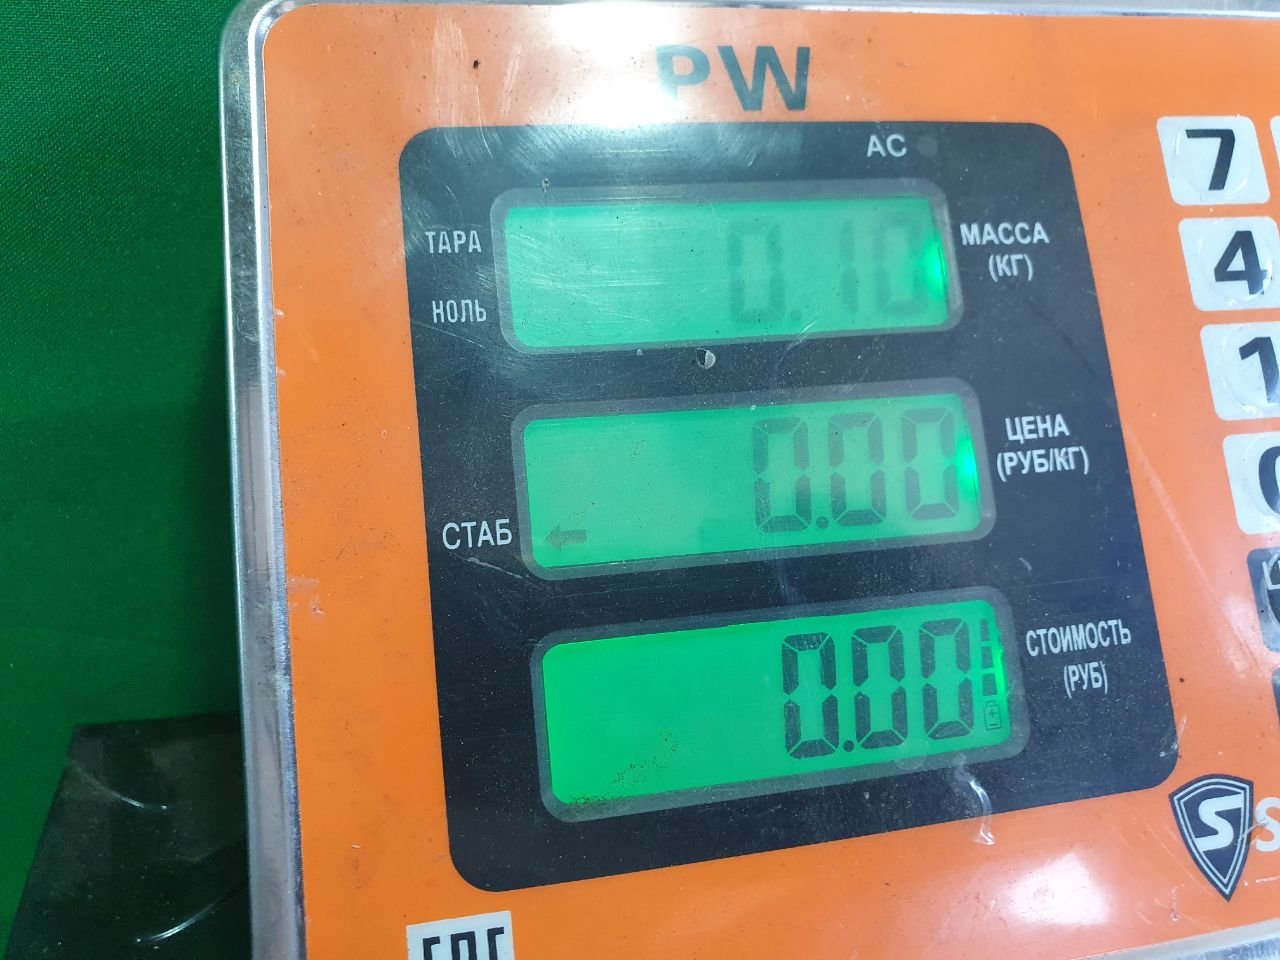 PW
AC
ТАРА
НОЛЬ
0.10
МАССА
(КГ)
СТАБ
0.00
ЦЕНА
(РУБ/КГ)
0.00
СТОИМОСТЬ
(РУБ)
7
4
1
0
S
S